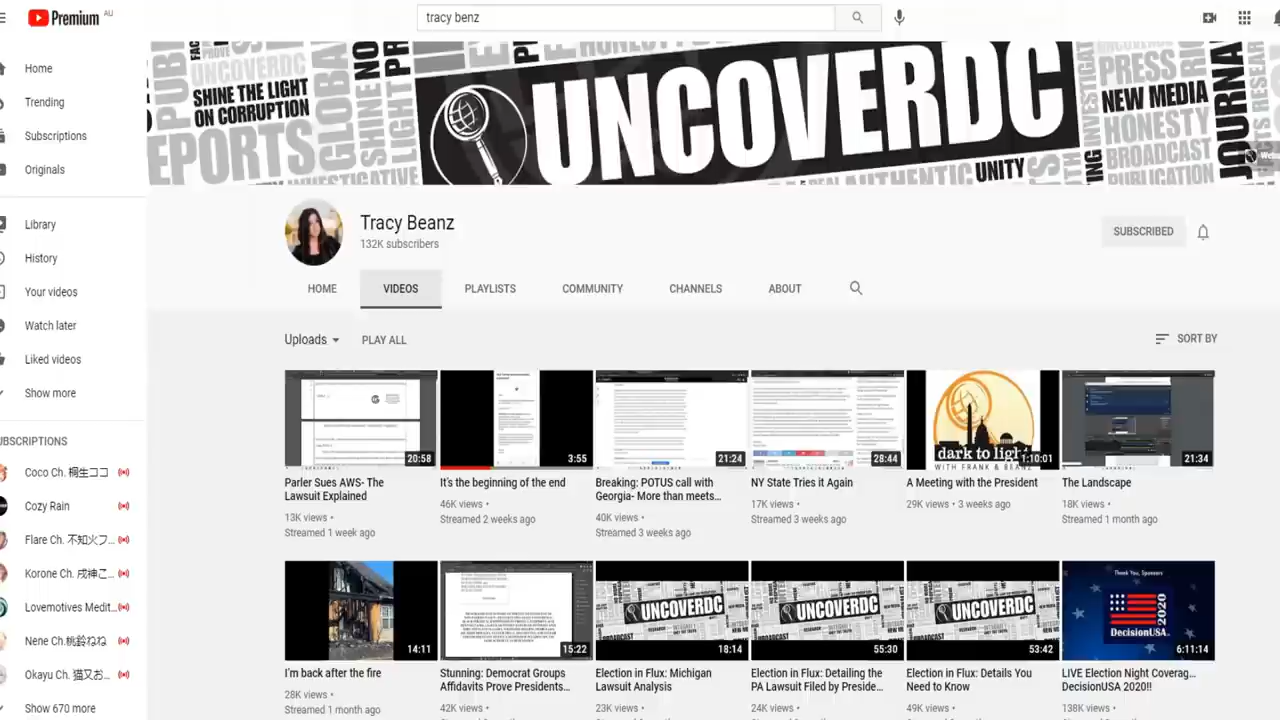 Premium AU
tracy benz
Home
Trending
Subscriptions
Originals
Library
History
Your videos
Watch later
Liked videos
Show more
UBSCRIPTIONS
Coco Ch. 桐生ココ
Cozy Rain
Flare Ch. 不知火フ...
Korone Ch. 戌神こ...
Lovemotives Medit...
Nene Ch.桃鈴ねね
Okayu Ch. 猫又お...
Show 670 more
UNCOVERDC
SHINE THE LIGHT
ON CORRUPTION
EPORTS
GLOBA
INVESTIGATIVE
UNCOVERDC
AUTHENTIC
UNITY
PRESS
NEW MEDIA
HONESTY
BROADCAST
PUBLICATION
JOURNA
Tracy Beanz
132K subscribers
SUBSCRIBED
HOME
VIDEOS
PLAYLISTS
COMMUNITY
CHANNELS
ABOUT
Uploads
PLAY ALL
SORT BY
20:58
Parler Sues AWS- The
Lawsuit Explained
13K views •
Streamed 1 week ago
3:55
It's the beginning of the end
46K views •
Streamed 2 weeks ago
21:24
Breaking: POTUS call with
Georgia- More than meets...
40K views •
Streamed 3 weeks ago
28:44
NY State Tries it Again
17K views •
Streamed 3 weeks ago
dark to ligh
WITH FRANK & BEANZ
1:10:01
A Meeting with the President
29K views • 3 weeks ago
21:34
The Landscape
18K views •
Streamed 1 month ago
14:11
I'm back after the fire
28K views •
Streamed 1 month ago
15:22
Stunning: Democrat Groups
Affidavits Prove Presidents...
42K views •
UNCOVERDC
18:14
Election in Flux: Michigan
Lawsuit Analysis
23K views •
UNCOVERDC
55:30
Election in Flux: Detailing the
PA Lawsuit Filed by Preside...
24K views •
UNCOVERDC
53:42
Election in Flux: Details You
Need to Know
49K views •
Thank You, Sponsors
DecisionUSA
2020
6:11:14
LIVE Election Night Coverag...
DecisionUSA 2020!!
138K views •